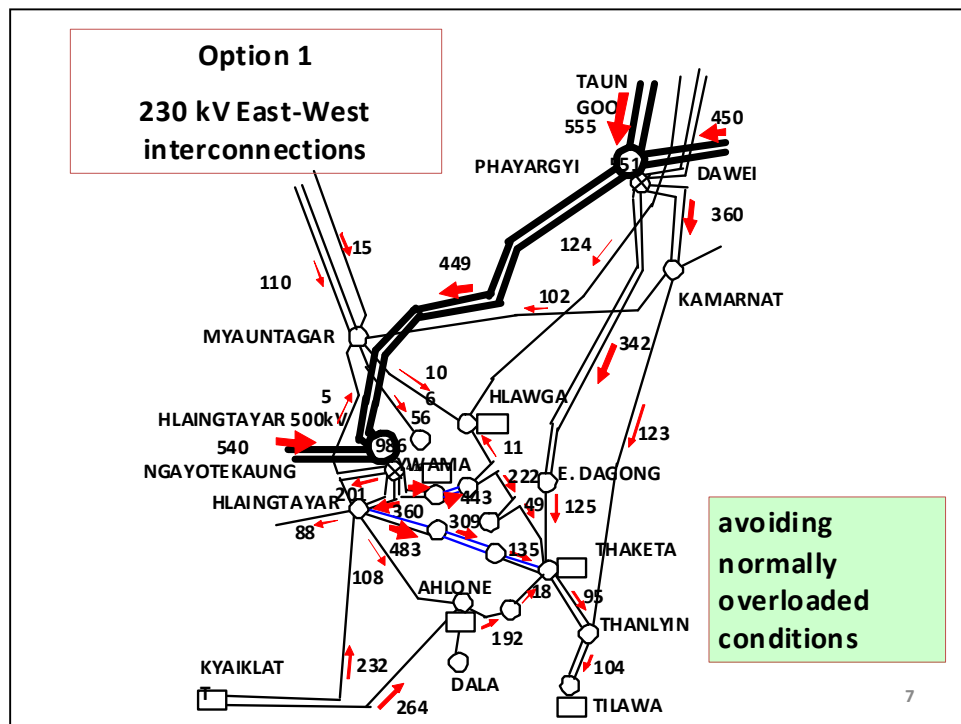 Option 1
230 kV East-West
interconnections
TAUN
GOO
555
450
551
PHAYARGYI
DAWEI
360
124
15
449
110
KAMARNAT
102
MYAUNTAGAR
342
10
6
5
HLAWGA
56
HLAINGTAYAR 500kV
11
123
540
986
NGAYOTEKAUNG
YWAMA
222
E. DAGONG
201
443
HLAINGTAYAR
360
49
125
309
88
483
135
THAKETA
108
AHLONE
18
95
THANLYIN
192
104
KYAIKLAT
232
DALA
T
264
TILAWA
avoiding
normally
overloaded
conditions
7